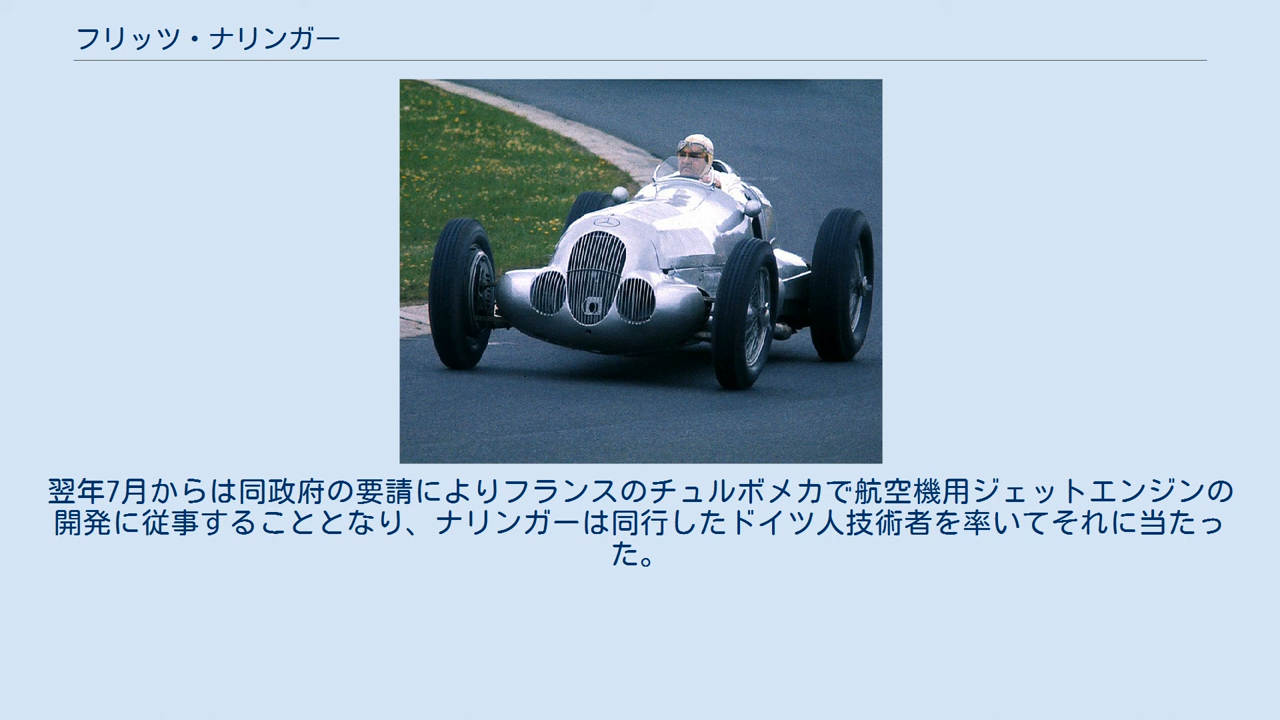 フリッツ・ナリンガー
翌年7月からは同政府の要請によりフランスのチュルボメカで航空機用ジェットエンジンの
開発に従事することとなり、ナリンガーは同行したドイツ人技術者を率いてそれに当たっ
た。